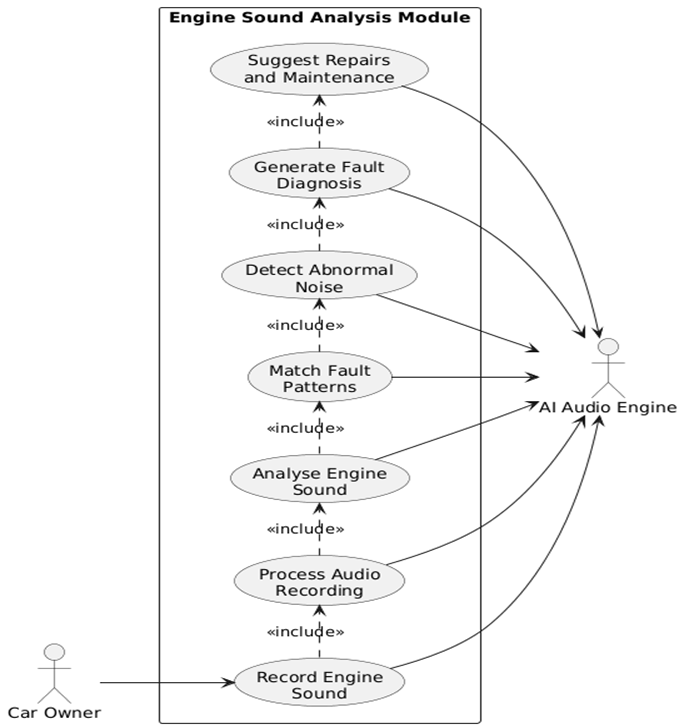 Engine Sound Analysis Module
Suggest Repairs
and Maintenance
«include»
Generate Fault
Diagnosis
«include»
Detect Abnormal
Noise
«include»
Match Fault
Patterns
AI Audio Engine
«include»
Analyse Engine
Sound
«include»
Process Audio
Recording
«include»
Record Engine
Sound
Car Owner